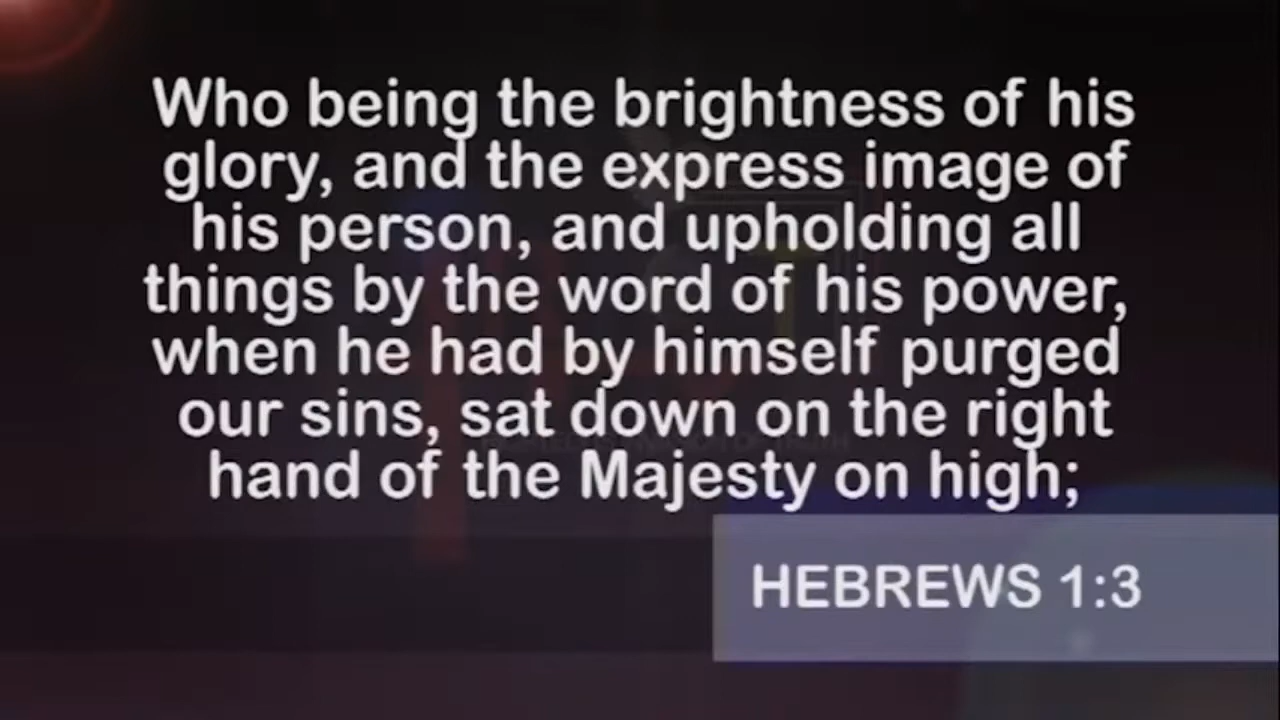 Who being the brightness of his
glory, and the express image of
his person, and upholding all
things by the word of his power,
when he had by himself purged
our sins, sat down on the right
hand of the Majesty on high;
HEBREWS 1:3